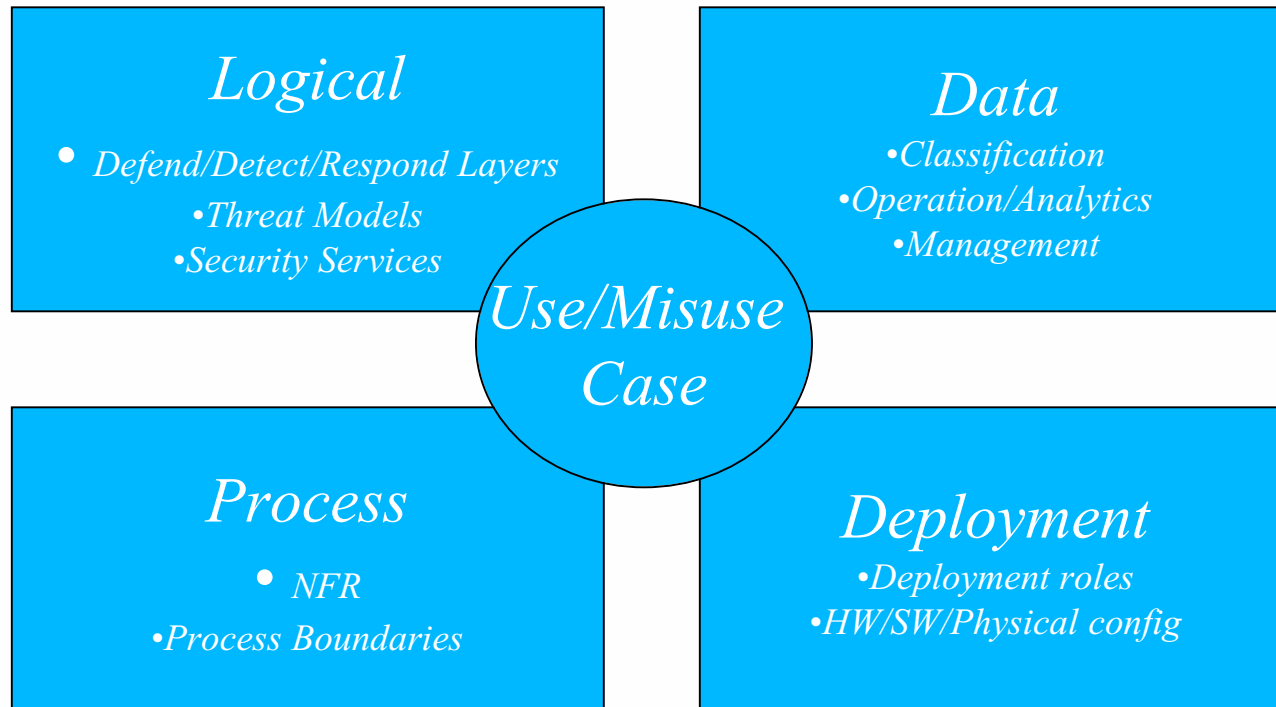 Logical
• Defend/Detect/Respond Layers
•Threat Models
•Security Services
Data
•Classification
•Operation/Analytics
•Management
Use/Misuse
Case
Process
• NFR
•Process Boundaries
Deployment
•Deployment roles
•HW/SW/Physical config